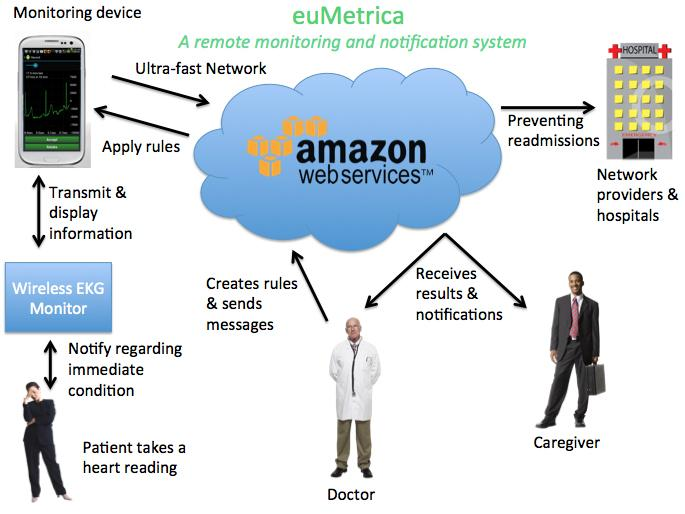 euMetrica
A remote monitoring and notification system
Monitoring device
Ultra-fast Network
Apply rules
amazon
webservices™
Preventing
readmissions
HOSPITAL
EMERGENCY
Network
providers &
hospitals
Transmit &
display
information
Wireless EKG
Monitor
Creates rules
& sends
messages
Receives
results &
notifications
Notify regarding
immediate
condition
Patient takes a
heart reading
Doctor
Caregiver